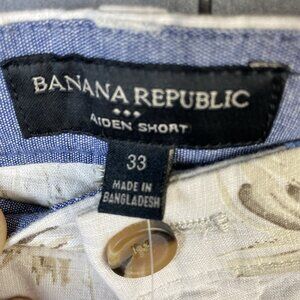 BANANA REPUBLIC
AIDEN SHORT
33
MADE IN
BANGLADESH